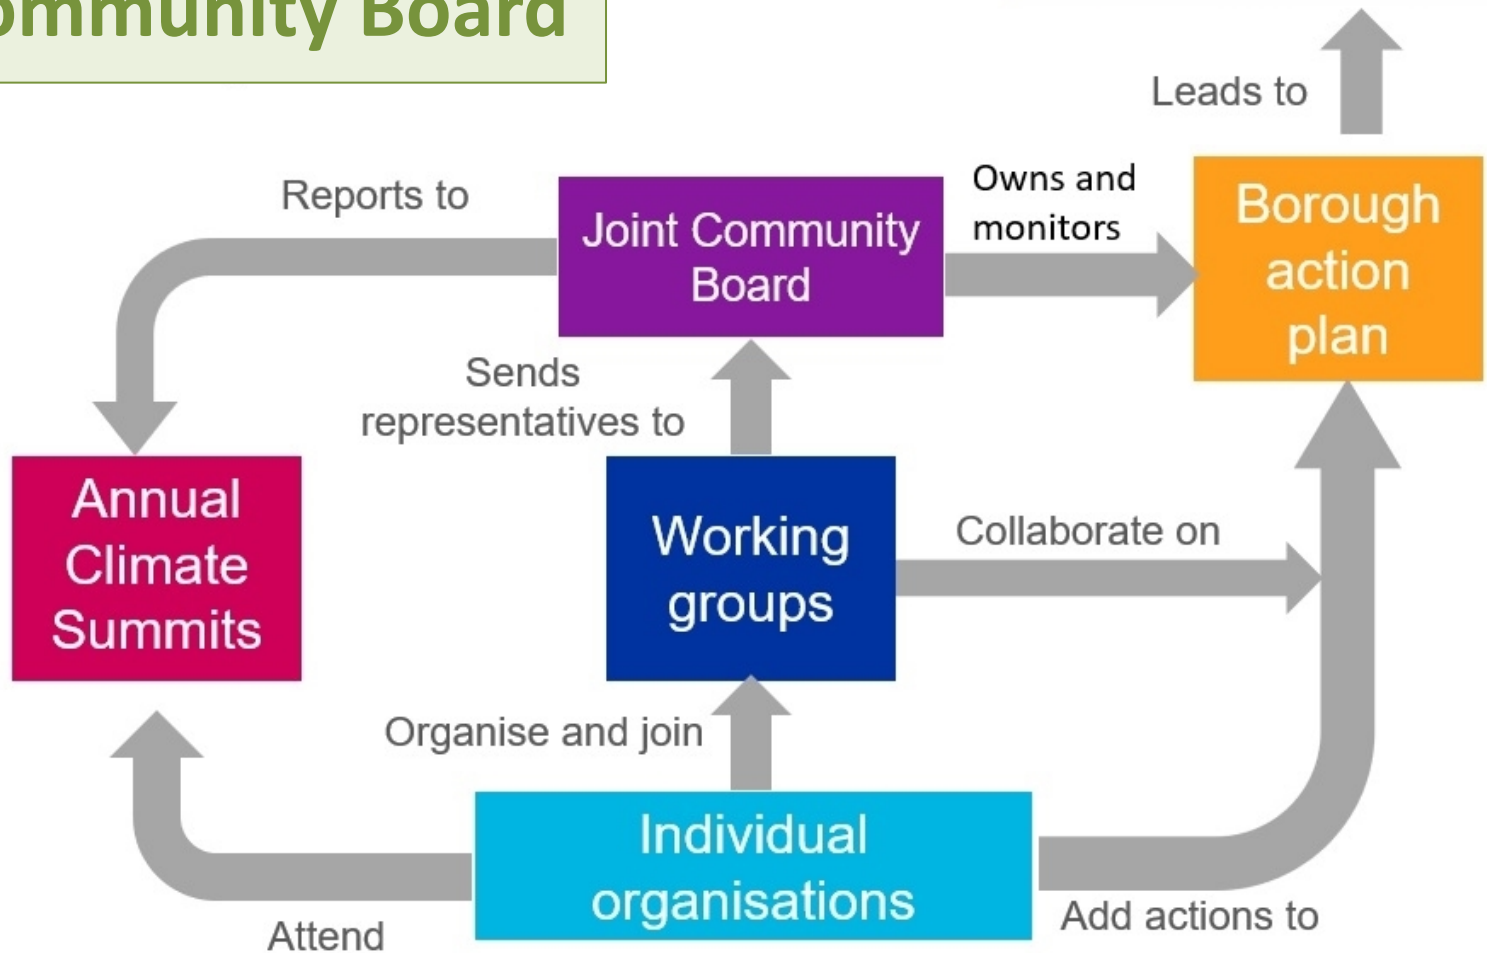 ommunity Board
Leads to
Reports to
Joint Community
Board
Owns and
monitors
Borough
action
plan
Sends
representatives to
Annual
Climate
Summits
Working
groups
Collaborate on
Organise and join
Individual
organisations
Attend
Add actions to